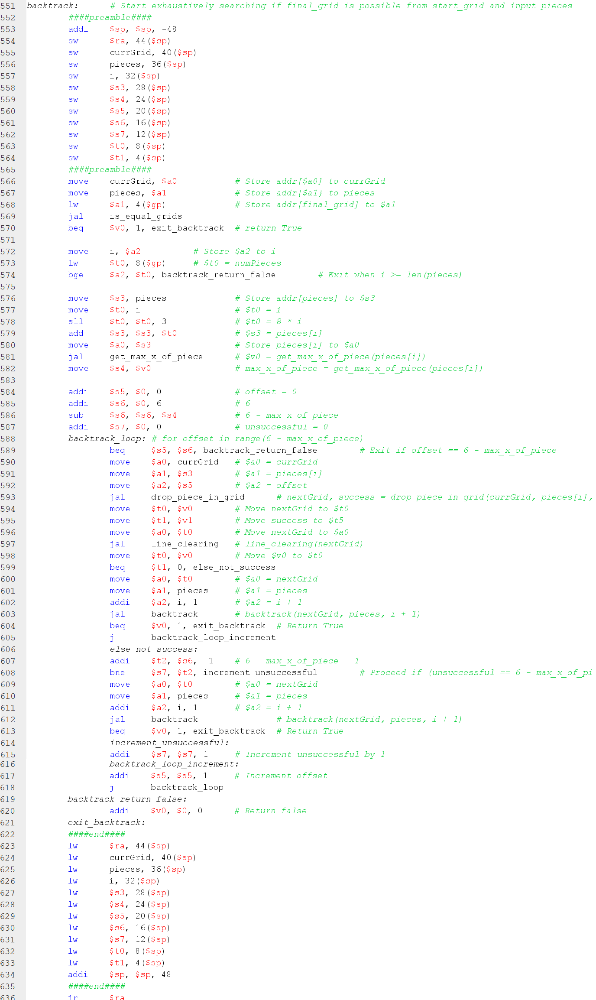 551 backtrack: # Start exhaustively searching if final_grid is possible from start_grid and input pieces
552 ####preamble####
553 addi $sp, $sp, -48
554 sw $ra, 44($sp)
555 sw currGrid, 40($sp)
556 sw pieces, 36($sp)
557 sw i, 32($sp)
558 sw $s3, 28($sp)
559 sw $s4, 24($sp)
560 sw $s5, 20($sp)
561 sw $s6, 16($sp)
562 sw $s7, 12($sp)
563 sw $t0, 8($sp)
564 sw $t1, 4($sp)
565 ####preamble####
566 move currGrid, $a0 # Store addr[$a0] to currGrid
567 move pieces, $a1 # Store addr[$a1} to pieces
568 lw $a1, 4($gp) # Store addr[final_grid] to $a1
569 jal is_equal_grids
570 beq $v0, 1, exit_backtrack # return True
571
572 move i, $a2 # Store $a2 to i
573 lw $t0, 8($gp) # $t0 = numPieces
574 bge $a2, $t0, backtrack_return_false # Exit when i >= len(pieces)
575
576 move $s3, pieces # Store addr[pieces] to $s3
577 move $t0, i # $t0 = i
578 sll $t0, $t0, 3 # $t0 = 8 * i
579 add $s3, $s3, $t0 # $s3 = pieces[i]
580 move $a0, $s3 # Store pieces[i] to $a0
581 jal get_max_x_of_piece # $v0 = get_max_x_of_piece(pieces[i])
582 move $s4, $v0 # max_x_of_piece = get_max_x_of_piece(pieces[i])
583
584 addi $s5, $0, 0 # offset = 0
585 addi $s6, $0, 6 # 6
586 sub $s6, $s6, $s4 # 6 - max_x_of_piece
587 addi $s7, $0, 0 # unsuccessful = 0
588 backtrack_loop: # for offset in range(6 - max_x_of_piece)
589 beq $s5, $s6, backtrack_return_false # Exit if offset == 6 - max_x_of_piece
590 move $a0, currGrid # $a0 = currGrid
591 move $a1, $s3 # $a1 = pieces[i]
592 move $a2, $s5 # $a2 = offset
593 jal drop_piece_in_grid # nextGrid, success = drop_piece_in_grid(currGrid, pieces[i],
594 move $t0, $v0 # Move nextGrid to $t0
595 move $t1, $v1 # Move success to $t5
596 move $a0, $t0 # Move nextGrid to $a0
597 jal line_clearing # line_clearing(nextGrid)
598 move $t0, $v0 # Move $v0 to $t0
599 beq $t1, 0, else_not_success
600 move $a0, $t0 # $a0 = nextGrid
601 move $a1, pieces # $a1 = pieces
602 addi $a2, i, 1 # $a2 = i + 1
603 jal backtrack # backtrack(nextGrid, pieces, i + 1)
604 beq $v0, 1, exit_backtrack # Return True
605 j backtrack_loop_increment
606 else_not_success:
607 addi $t2, $s6, -1 # 6 - max_x_of_piece - 1
608 bne $s7, $t2, increment_unsuccessful # Proceed if (unsuccessful == 6 - max_x_of_pi
609 move $a0, $t0 # $a0 = nextGrid
610 move $a1, pieces # $a1 = pieces
611 addi $a2, i, 1 # $a2 = i + 1
612 jal backtrack # backtrack(nextGrid, pieces, i + 1)
613 beq $v0, 1, exit_backtrack # Return True
614 increment_unsuccessful:
615 addi $s7, $s7, 1 # Increment unsuccessful by 1
616 backtrack_loop_increment:
617 addi $s5, $s5, 1 # Increment offset
618 j backtrack_loop
619 backtrack_return_false:
620 addi $v0, $0, 0 # Return false
621 exit_backtrack:
622 ####end####
623 lw $ra, 44($sp)
624 lw currGrid, 40($sp)
625 lw pieces, 36($sp)
626 lw i, 32($sp)
627 lw $s3, 28($sp)
628 lw $s4, 24($sp)
629 lw $s5, 20($sp)
630 lw $s6, 16($sp)
631 lw $s7, 12($sp)
632 lw $t0, 8($sp)
633 lw $t1, 4($sp)
634 addi $sp, $sp, 48
635 ####end####
636 jr $ra